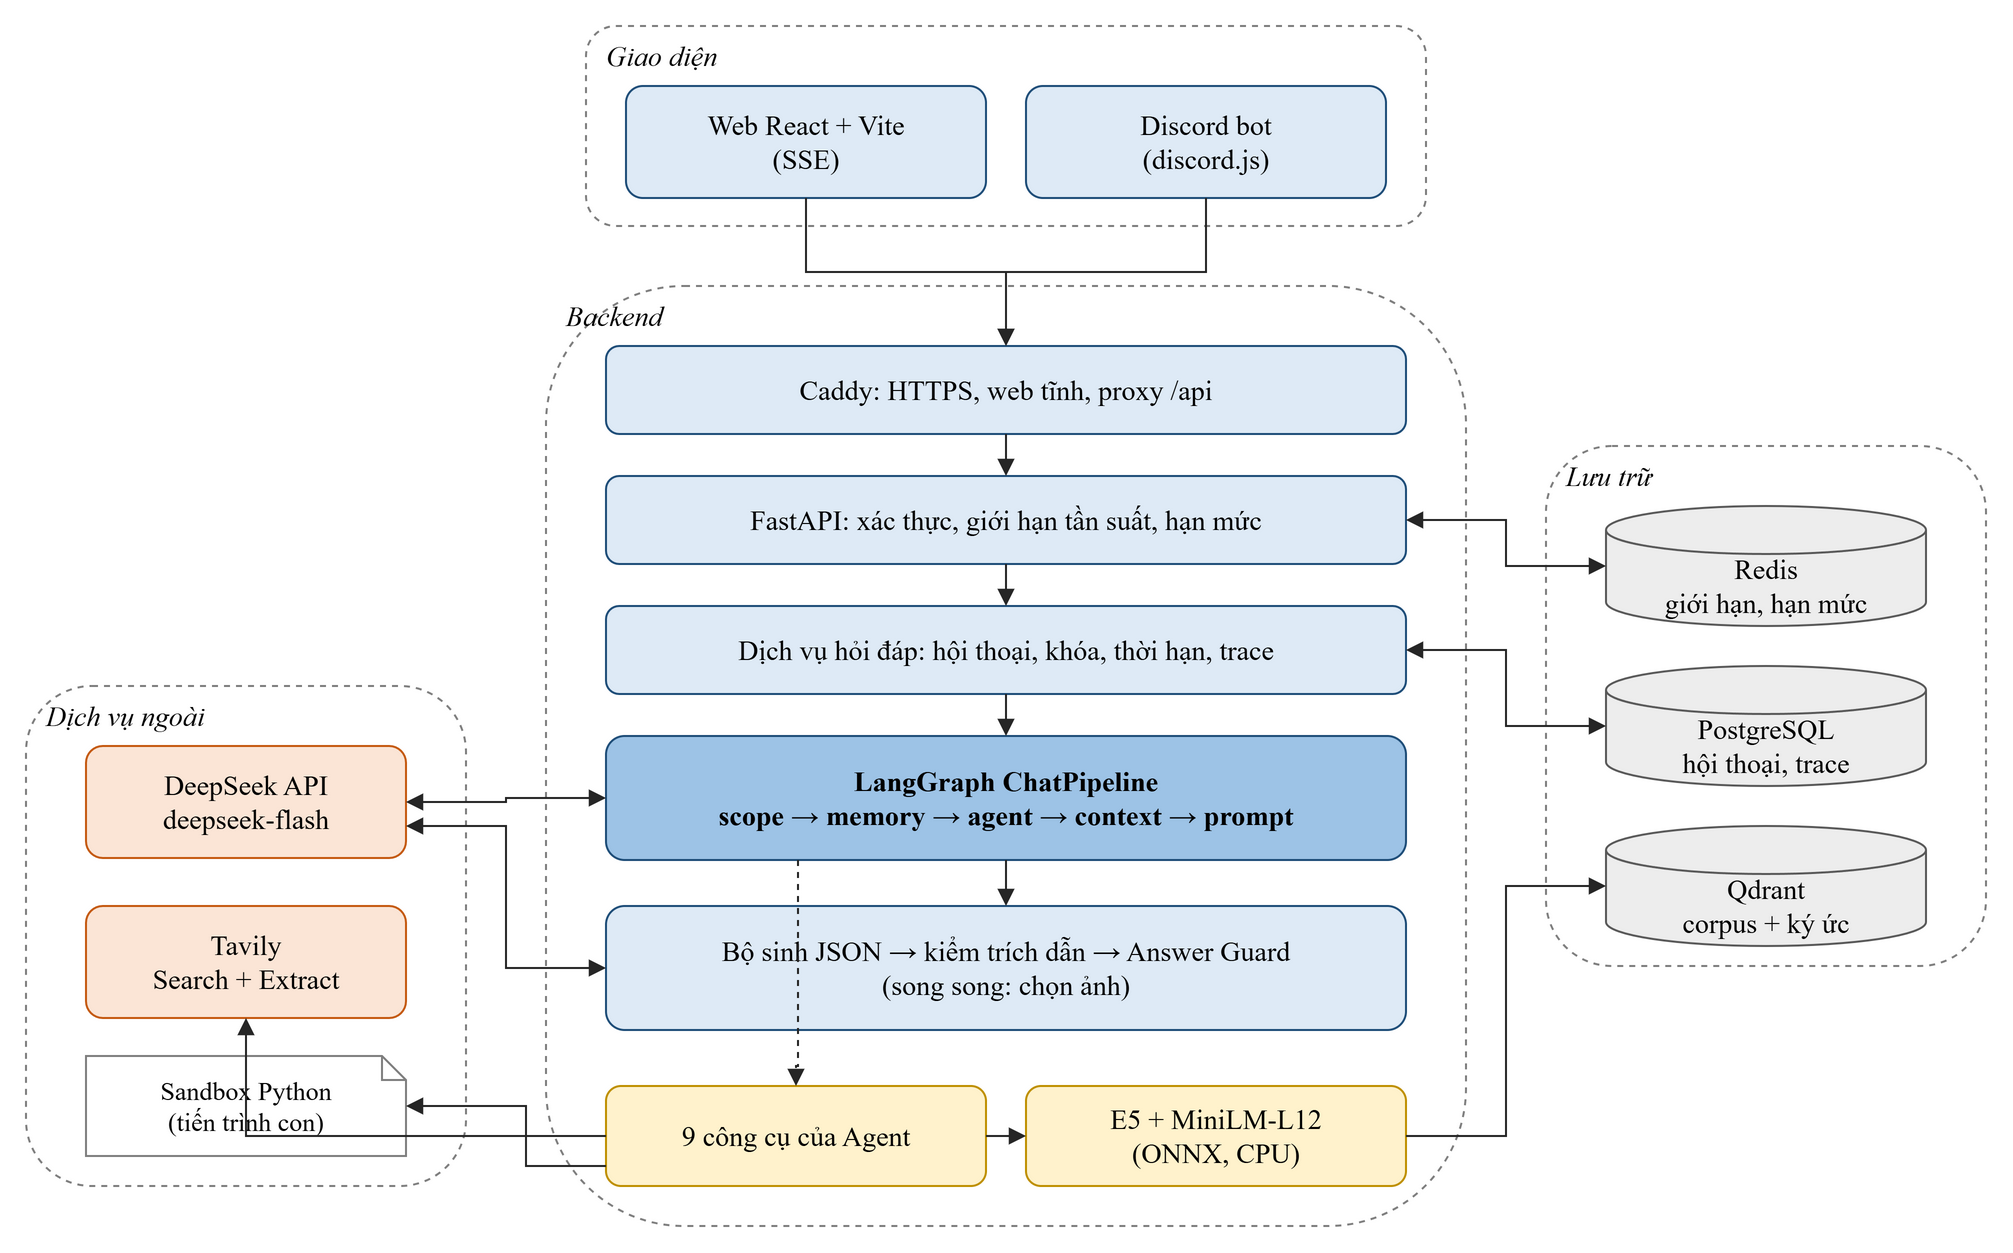 Giao diện
Web React + Vite
(SSE)
Discord bot
(discord.js)
Backend
Caddy: HTTPS, web tĩnh, proxy /api
FastAPI: xác thực, giới hạn tần suất, hạn mức
Dịch vụ hỏi đáp: hội thoại, khóa, thời hạn, trace
LangGraph ChatPipeline
scope → memory → agent → context → prompt
Bộ sinh JSON → kiểm trích dẫn → Answer Guard
(song song: chọn ảnh)
9 công cụ của Agent
E5 + MiniLM-L12
(ONNX, CPU)
Lưu trữ
Redis
giới hạn, hạn mức
PostgreSQL
hội thoại, trace
Qdrant
corpus + ký ức
Dịch vụ ngoài
DeepSeek API
deepseek-flash
Tavily
Search + Extract
Sandbox Python
(tiến trình con)